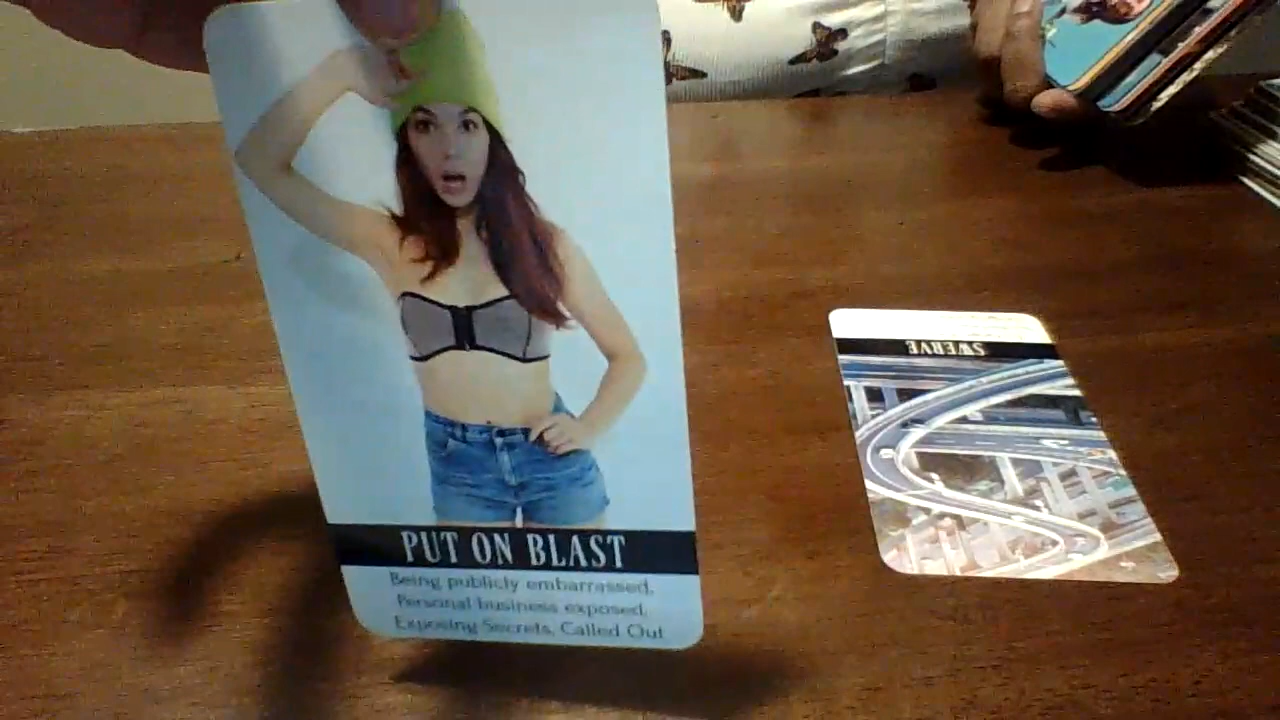 PUT ON BLAST
Being publicly embarrassed,
Personal business exposed,
Exposing Secrets, Called Out
SWERVE